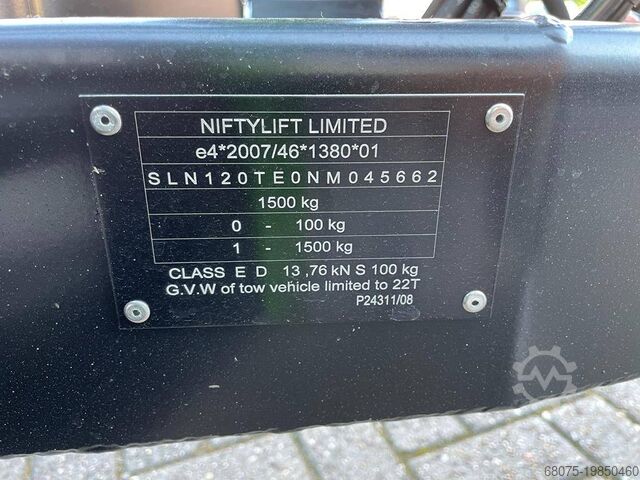 NIFTYLIFT LIMITED
e4*2007/46*1380*01
SLN120TE0NM045662
1500 kg
0 - 100 kg
1 - 1500 kg
CLASS E D 13,76 kN S 100 kg
G.V.W of tow vehicle limited to 22T
P24311/08
68075-19850460